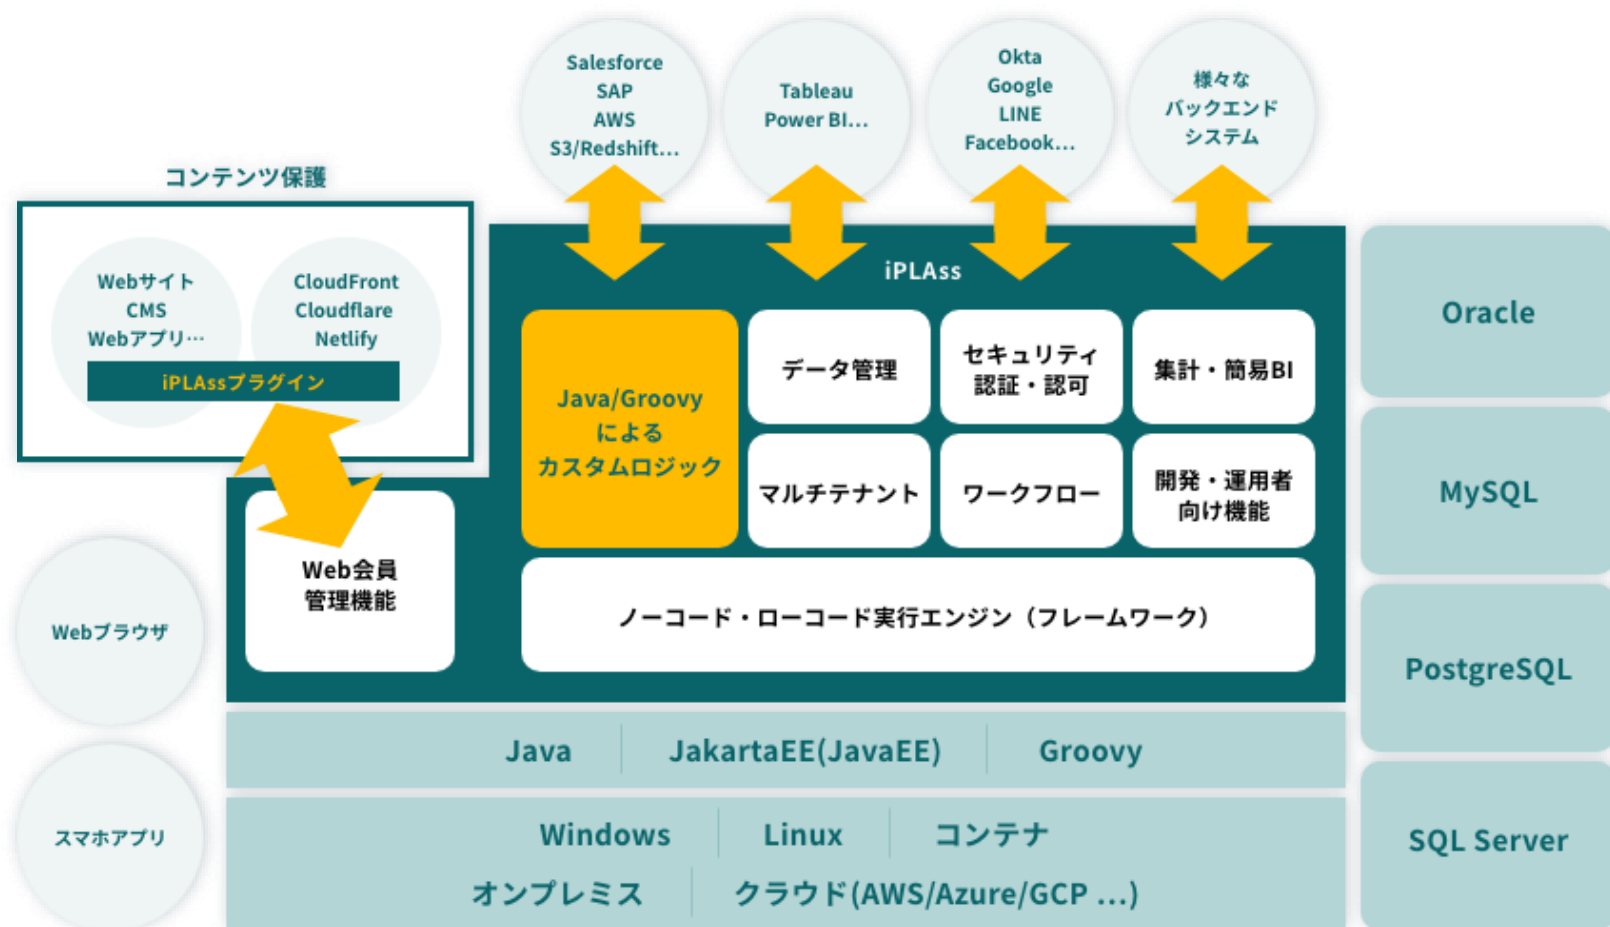 Salesforce
SAP
AWS
S3/Redshift...
Tableau
Power BI...
Okta
Google
LINE
Facebook...
様々な
バックエンド
システム
コンテンツ保護
Webサイト
CMS
Webアプリ…
CloudFront
Cloudflare
Netlify
iPLAssプラグイン
iPLAss
Java/Groovy
による
カスタムロジック
データ管理
セキュリティ
認証・認可
集計・簡易BI
マルチテナント
ワークフロー
開発・運用者
向け機能
Web会員
管理機能
ノーコード・ローコード実行エンジン（フレームワーク）
Webブラウザ
スマホアプリ
Java
JakartaEE(JavaEE)
Groovy
Windows
Linux
コンテナ
オンプレミス
クラウド(AWS/Azure/GCP ...)
Oracle
MySQL
PostgreSQL
SQL Server